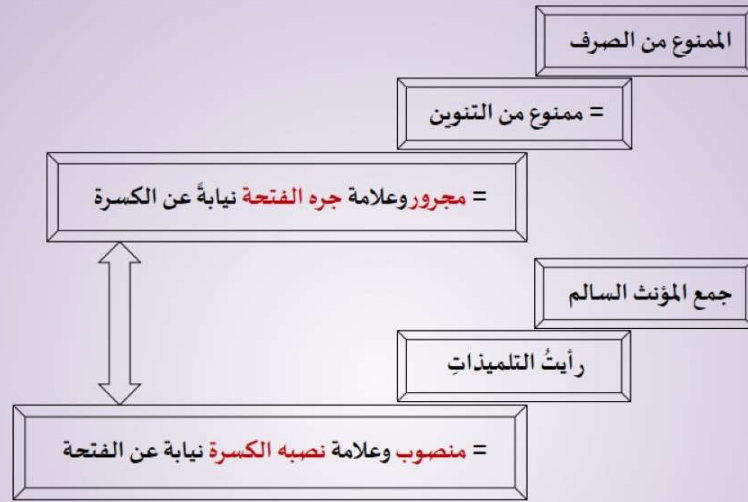 الممنوع من الصرف
= ممنوع من التنوين
= مجرور وعلامة جره الفتحة نيابةً عن الكسرة
جمع المؤنث السالم
رأيتُ التلميذاتِ
= منصوب وعلامة نصبه الكسرة نيابة عن الفتحة